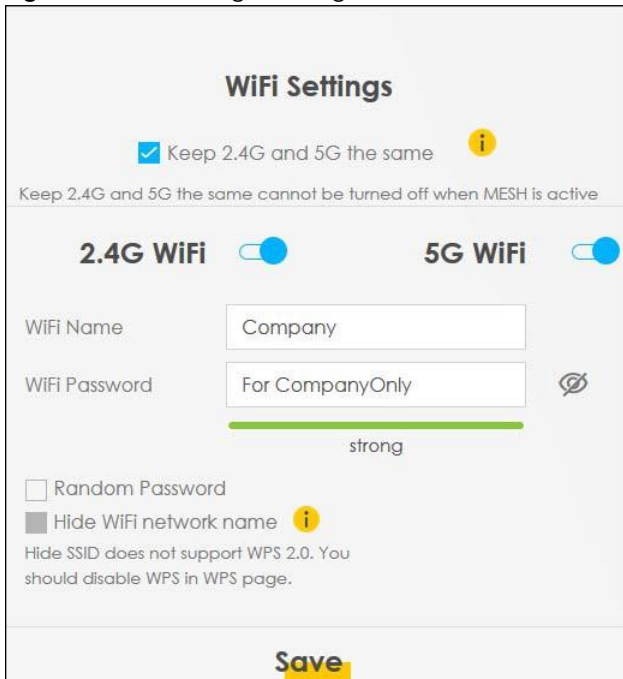 WiFi Settings
Keep 2.4G and 5G the same i
Keep 2.4G and 5G the same cannot be turned off when MESH is active
2.4G WiFi 5G WiFi
WiFi Name Company
WiFi Password For CompanyOnly
strong
Random Password
Hide WiFi network name i
Hide SSID does not support WPS 2.0. You
should disable WPS in WPS page.
Save